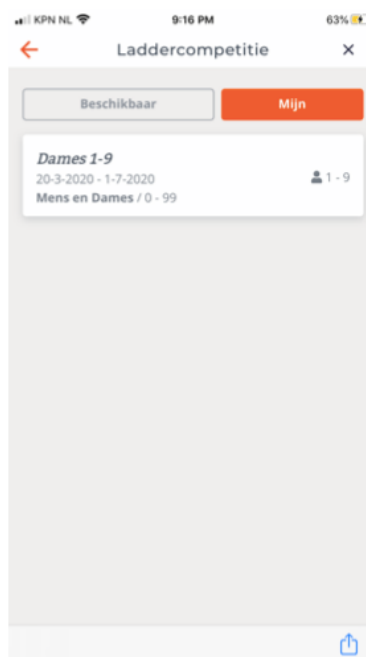 KPN NL 9:16 PM 63%
Laddercompetitie
Beschikbaar Mijn
Dames 1-9
20-3-2020 - 1-7-2020 1 - 9
Mens en Dames / 0 - 99